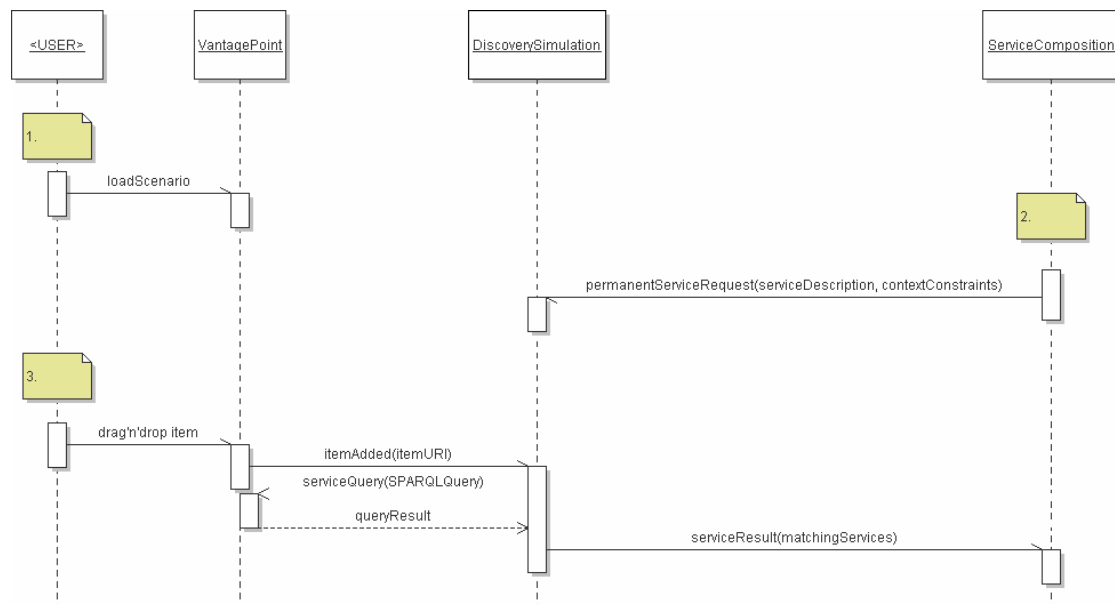 <USER>
VantagePoint
DiscoverySimulation
ServiceComposition
1.
loadScenario
2.
permanentServiceRequest(serviceDescription, contextConstraints)
3.
drag'n'drop item
itemAdded(itemURI)
serviceQuery(SPARQLQuery)
queryResult
serviceResult(matchingServices)